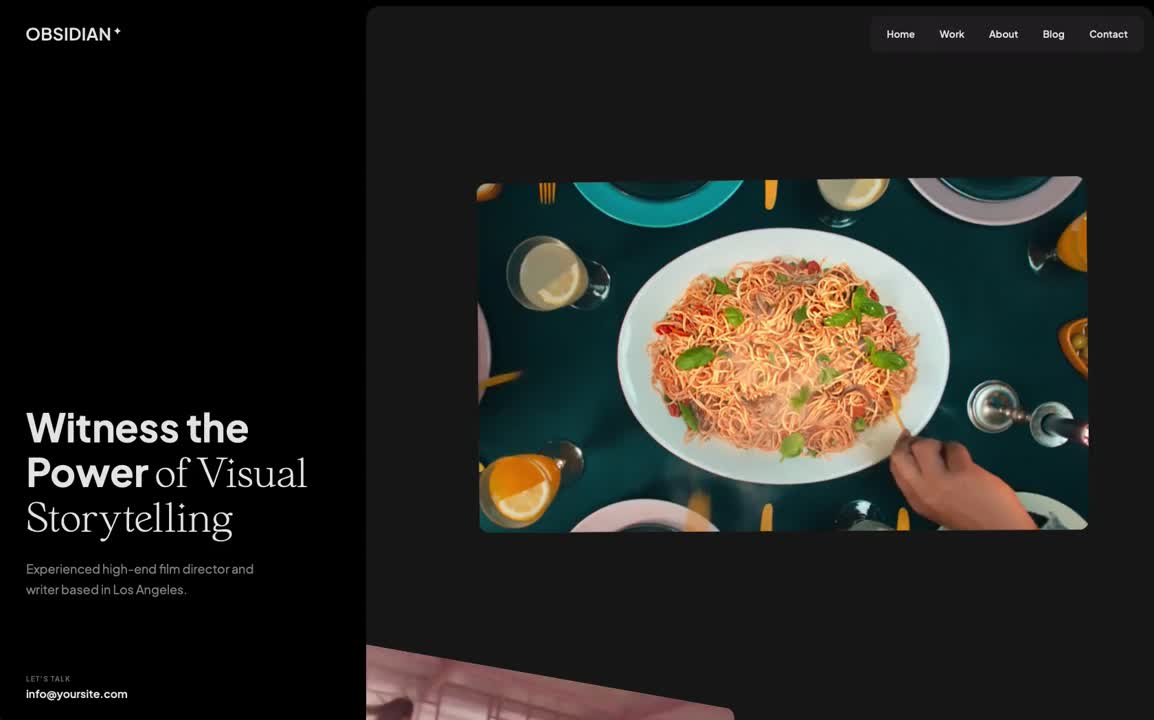 OBSIDIAN
Home Work About Blog Contact
Witness the
Power of Visual
Storytelling
Experienced high-end film director and
writer based in Los Angeles.
LET'S TALK
info@yoursite.com